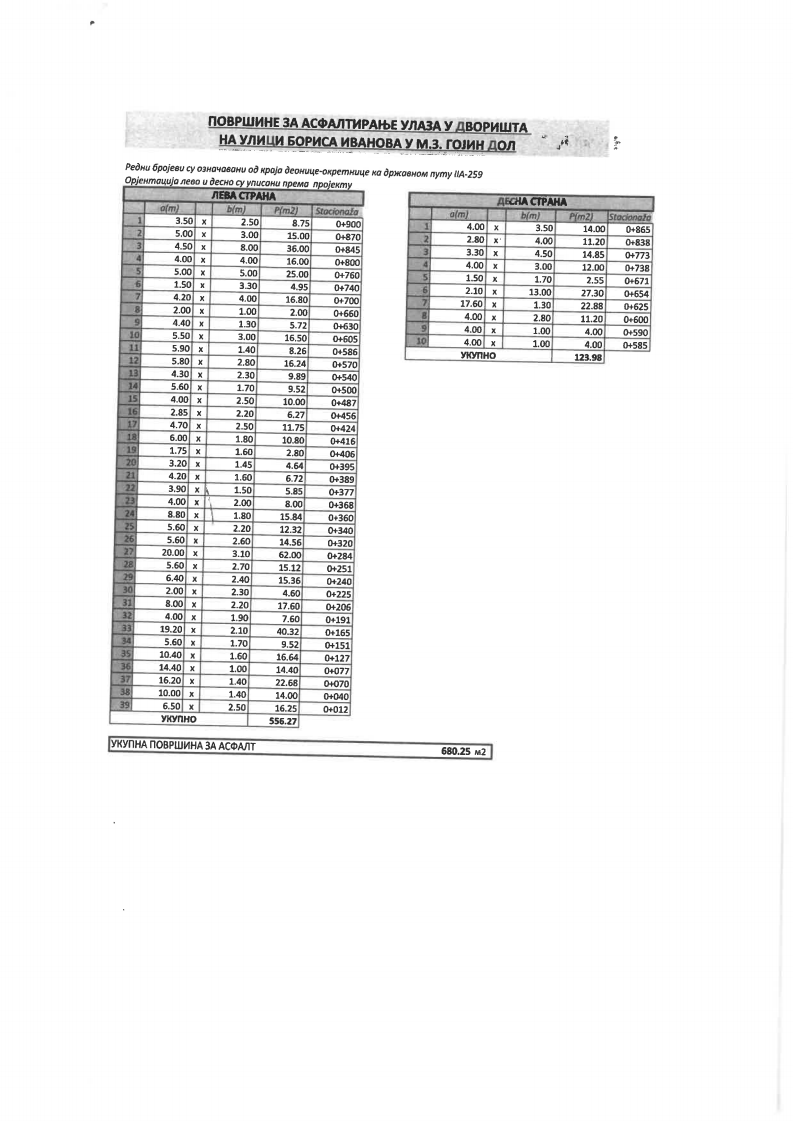 ПОВРШИНЕ ЗА АСФАЛТИРАЊЕ УЛАЗА У ДВОРИШТА
НА УЛИЦИ БОРИСА ИВАНОВА У М.З. ГОЈИН ДОЛ
Редни бројеви су означавани од краја деонице-окретнице ка државном путу IIA-259
Орјентација лево и десно су уписани према пројекту
ЛЕВА СТРАНА
a(m) b(m) P(m2) Stacionaža
1 3.50 x 2.50 8.75 0+900
2 5.00 x 3.00 15.00 0+870
3 4.50 x 8.00 36.00 0+845
4 4.00 x 4.00 16.00 0+800
5 5.00 x 5.00 25.00 0+760
6 1.50 x 3.30 4.95 0+740
7 4.20 x 4.00 16.80 0+700
8 2.00 x 1.00 2.00 0+660
9 4.40 x 1.30 5.72 0+630
10 5.50 x 3.00 16.50 0+605
11 5.90 x 1.40 8.26 0+586
12 5.80 x 2.80 16.24 0+570
13 4.30 x 2.30 9.89 0+540
14 5.60 x 1.70 9.52 0+500
15 4.00 x 2.50 10.00 0+487
16 2.85 x 2.20 6.27 0+456
17 4.70 x 2.50 11.75 0+424
18 6.00 x 1.80 10.80 0+416
19 1.75 x 1.60 2.80 0+406
20 3.20 x 1.45 4.64 0+395
21 4.20 x 1.60 6.72 0+389
22 3.90 x 1.50 5.85 0+377
23 4.00 x 2.00 8.00 0+368
24 8.80 x 1.80 15.84 0+360
25 5.60 x 2.20 12.32 0+340
26 5.60 x 2.60 14.56 0+320
27 20.00 x 3.10 62.00 0+284
28 5.60 x 2.70 15.12 0+251
29 6.40 x 2.40 15.36 0+240
30 2.00 x 2.30 4.60 0+225
31 8.00 x 2.20 17.60 0+206
32 4.00 x 1.90 7.60 0+191
33 19.20 x 2.10 40.32 0+165
34 5.60 x 1.70 9.52 0+151
35 10.40 x 1.60 16.64 0+127
36 14.40 x 1.00 14.40 0+077
37 16.20 x 1.40 22.68 0+070
38 10.00 x 1.40 14.00 0+040
39 6.50 x 2.50 16.25 0+012
УКУПНО 556.27
ДЕСНА СТРАНА
a(m) b(m) P(m2) Stacionaža
1 4.00 x 3.50 14.00 0+865
2 2.80 x 4.00 11.20 0+838
3 3.30 x 4.50 14.85 0+773
4 4.00 x 3.00 12.00 0+738
5 1.50 x 1.70 2.55 0+671
6 2.10 x 13.00 27.30 0+654
7 17.60 x 1.30 22.88 0+625
8 4.00 x 2.80 11.20 0+600
9 4.00 x 1.00 4.00 0+590
10 4.00 x 1.00 4.00 0+585
УКУПНО 123.98
УКУПНА ПОВРШИНА ЗА АСФАЛТ 680.25 м2